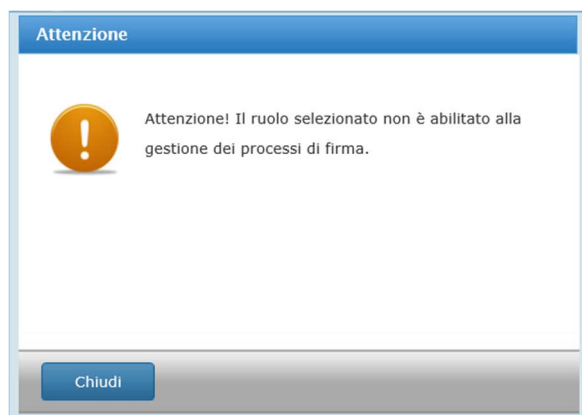 Attenzione
Attenzione! Il ruolo selezionato non è abilitato alla
gestione dei processi di firma.
Chiudi